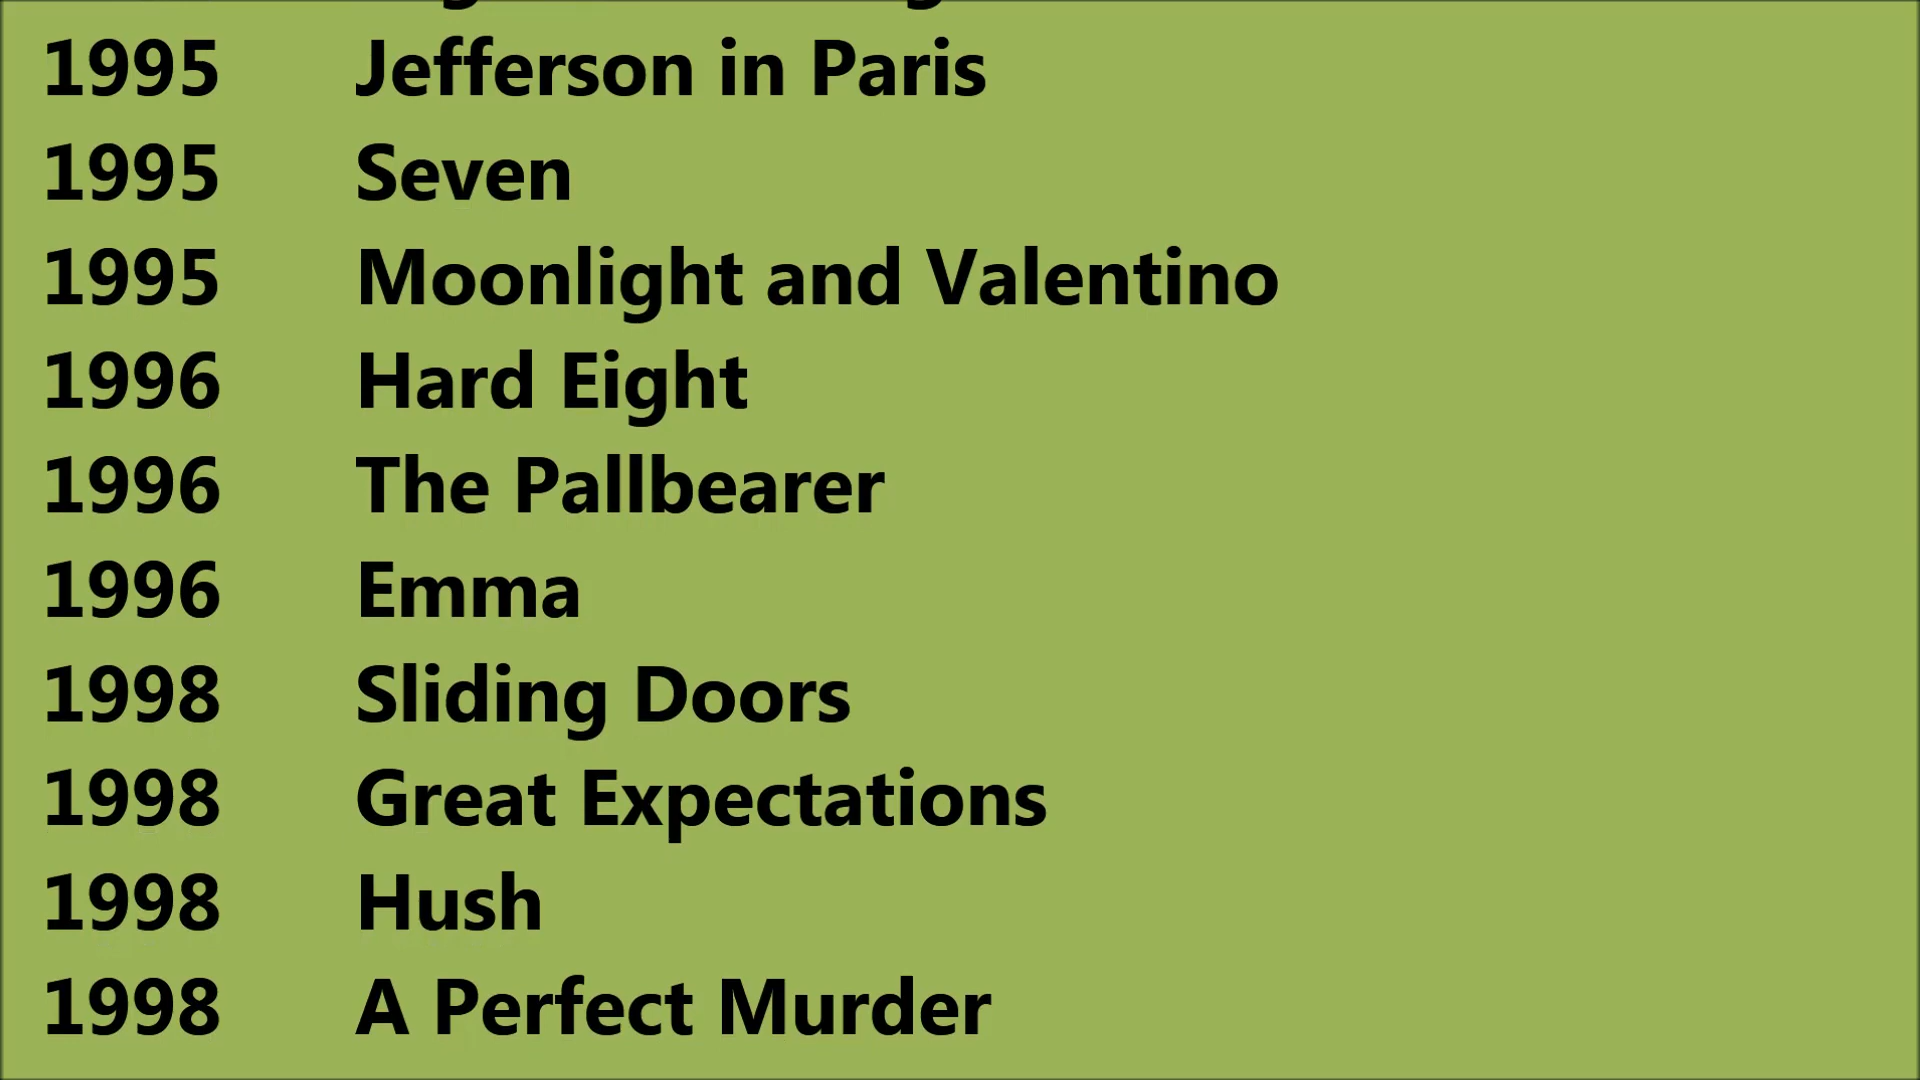 1995 Jefferson in Paris
1995 Seven
1995 Moonlight and Valentino
1996 Hard Eight
1996 The Pallbearer
1996 Emma
1998 Sliding Doors
1998 Great Expectations
1998 Hush
1998 A Perfect Murder